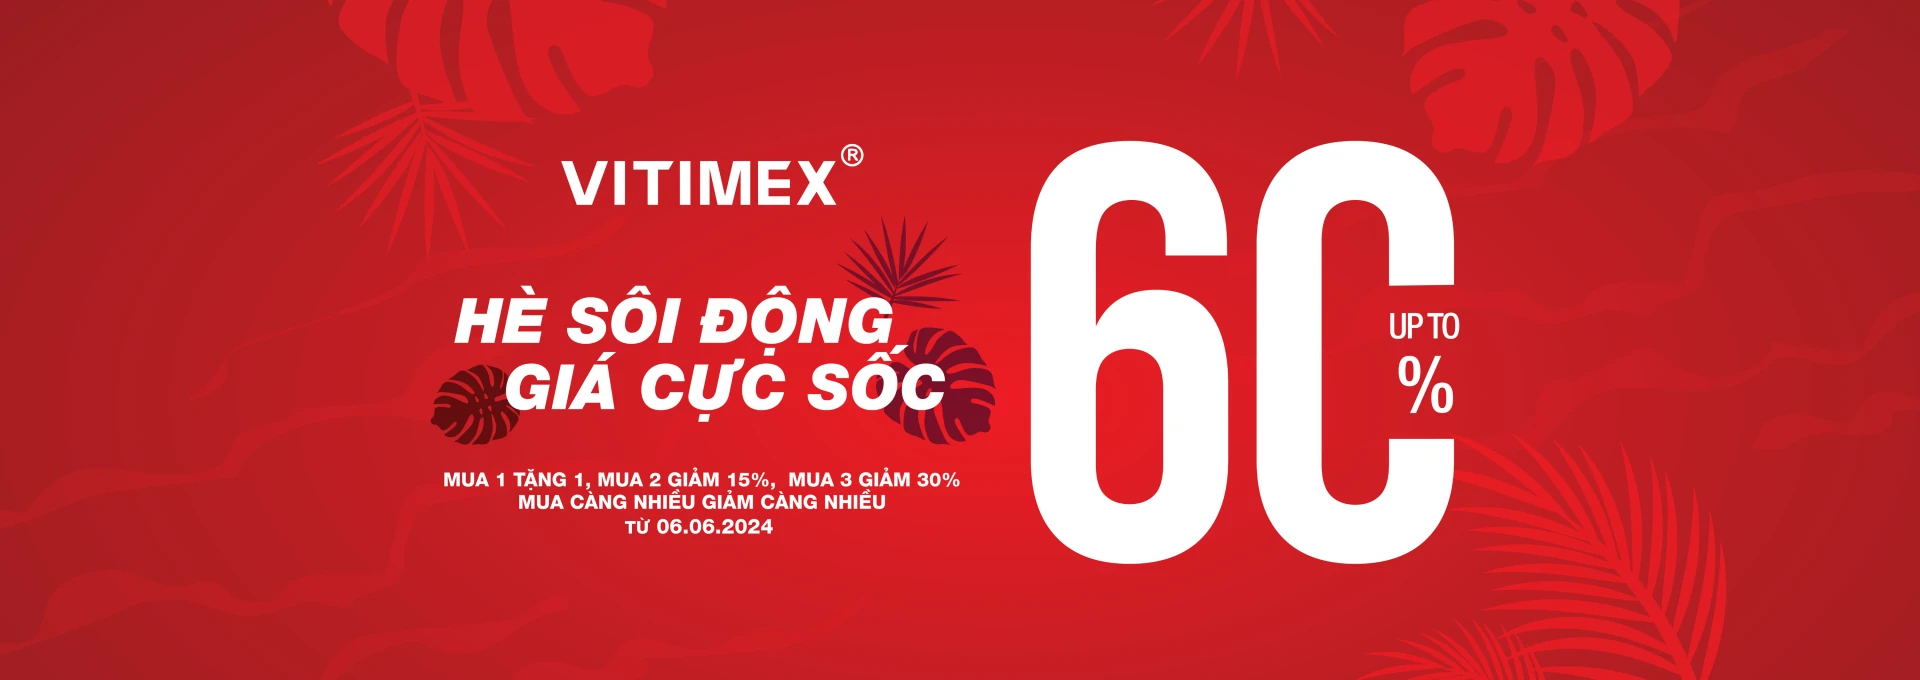 VITIMEX®
HÈ SÔI ĐỘNG
GIÁ CỰC SỐC
MUA 1 TẶNG 1, MUA 2 GIẢM 15%, MUA 3 GIẢM 30%
MUA CÀNG NHIỀU GIẢM CÀNG NHIỀU
TỪ 06.06.2024
60
UP TO
%